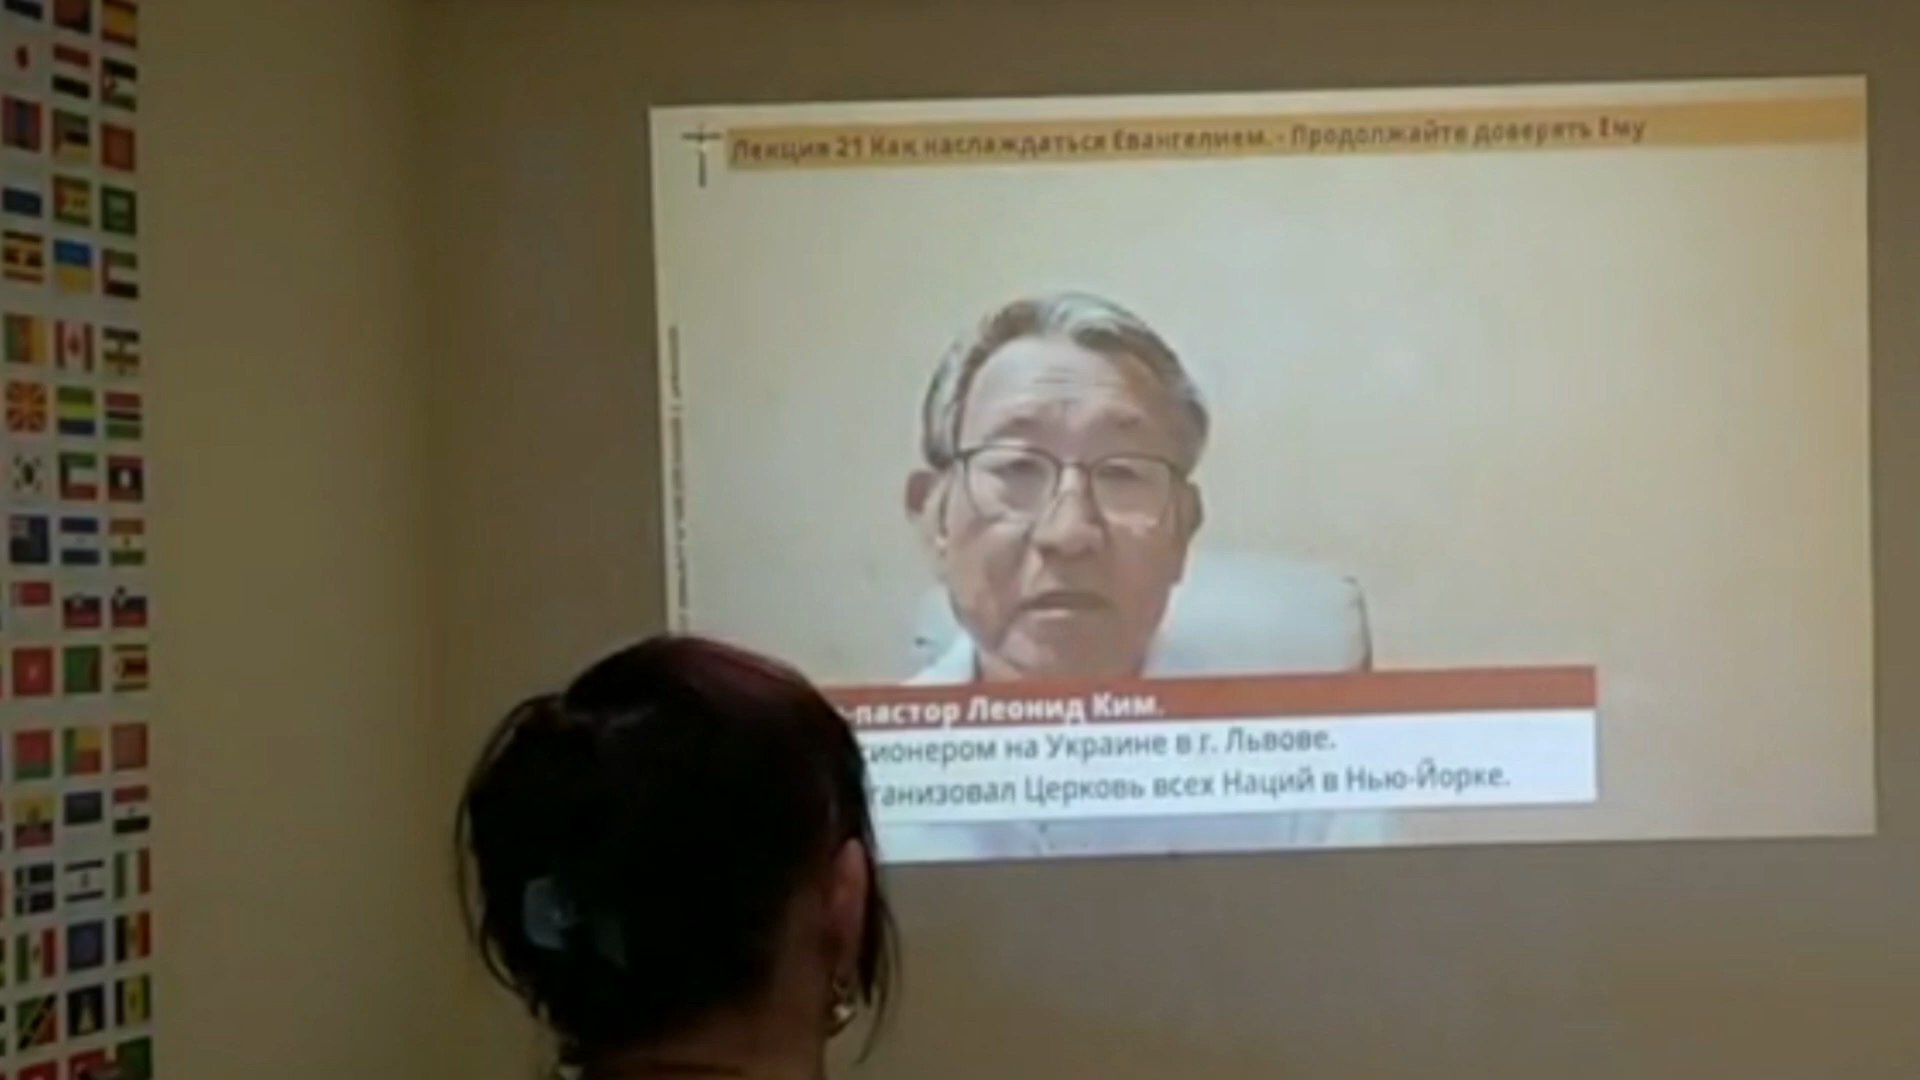 Лекция 21 Как наслаждаться Евангелием. - Продолжайте доверять Ему
-пастор Леонид Ким.
сионером на Украине в г. Львове.
ганизовал Церковь всех Наций в Нью-Йорке.